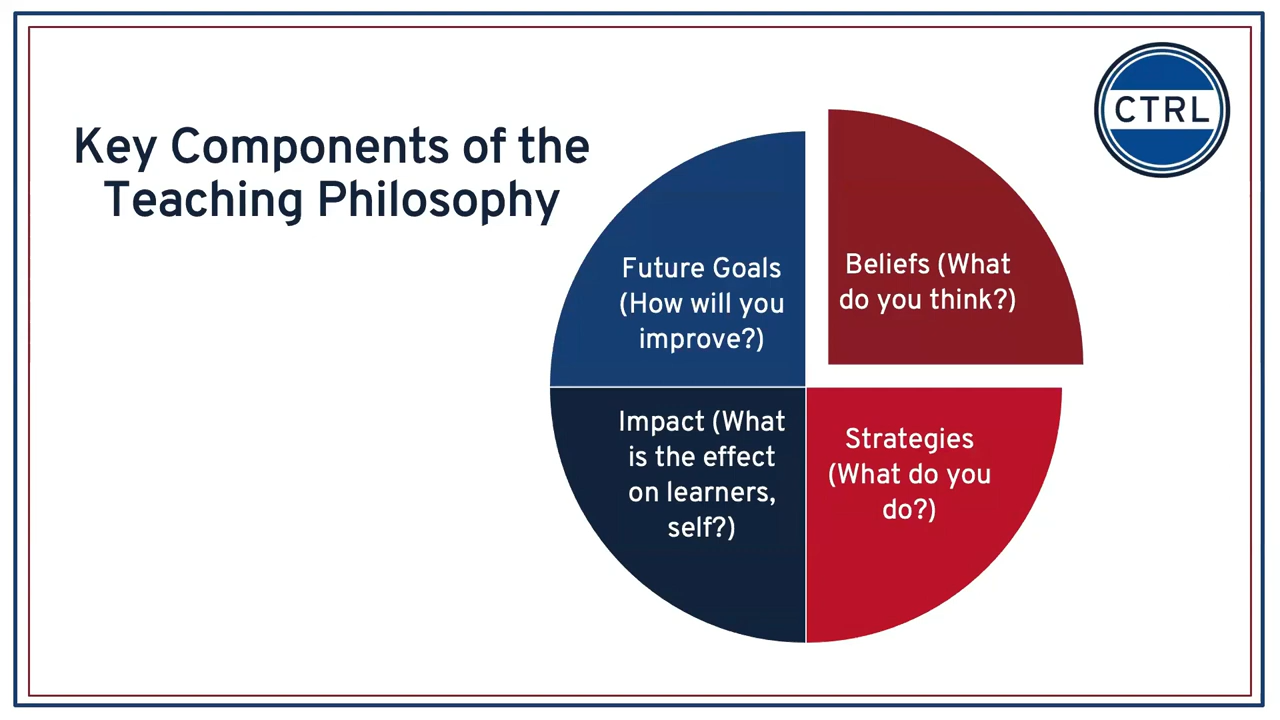 CTRL
Key Components of the
Teaching Philosophy
Future Goals
(How will you
improve?)
Beliefs (What
do you think?)
Impact (What
is the effect
on learners,
self?)
Strategies
(What do you
do?)